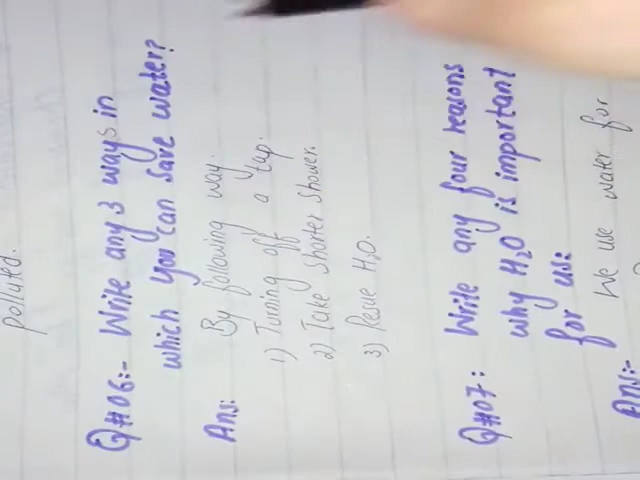 polluted.
Q#06:- Write any 3 ways in
which you can save water?
Ans: By following way.
1) Turning off a tap.
2) Take shorter shower.
3) Reuse H₂O.
Q#07: Write any four reasons
why H₂O is important
for us:
Ans:- We use water for